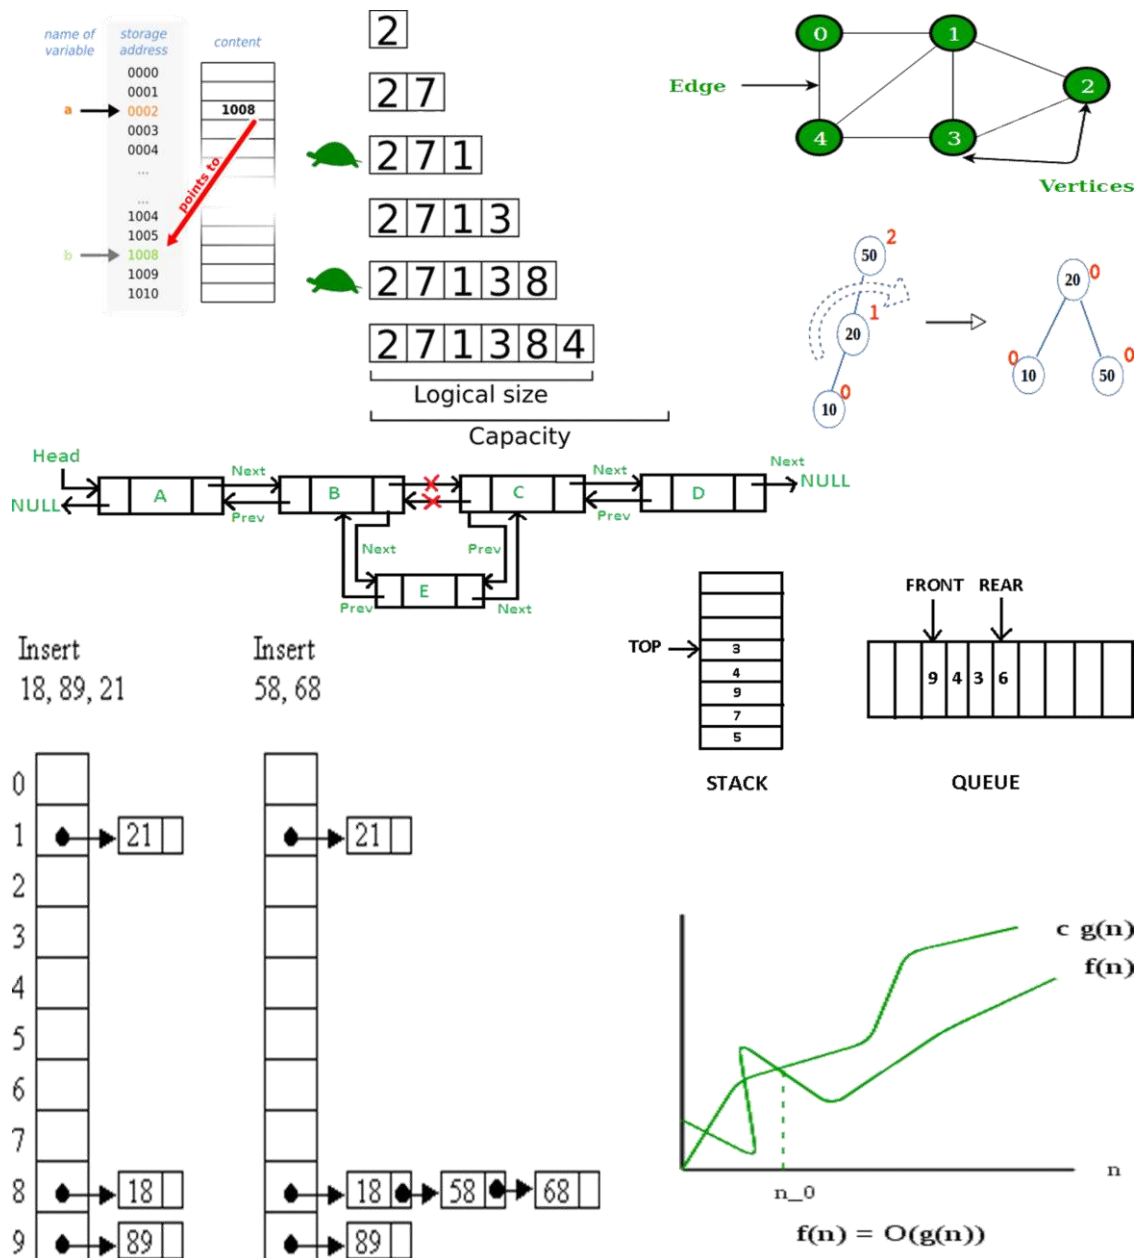 name of variable
storage address
content
0000
0001
a
0002
1008
0003
0004
...
points to
...
1004
1005
b
1008
1009
1010
2
2 7
2 7 1
2 7 1 3
2 7 1 3 8
2 7 1 3 8 4
Logical size
Capacity
0
1
2
Edge
4
3
Vertices
50 2
20 1
10 0
20 0
0 10
50 0
Head
NULL
A
Next
Prev
B
C
Next
Prev
D
Next
NULL
Next
Prev
Prev
E
Next
TOP
3
4
9
7
5
STACK
FRONT REAR
9 4 3 6
QUEUE
Insert
18, 89, 21
Insert
58, 68
0
1 21 21
2
3
4
5
6
7
8 18 18 58 68
9 89 89
c g(n)
f(n)
n
n_0
f(n) = O(g(n))